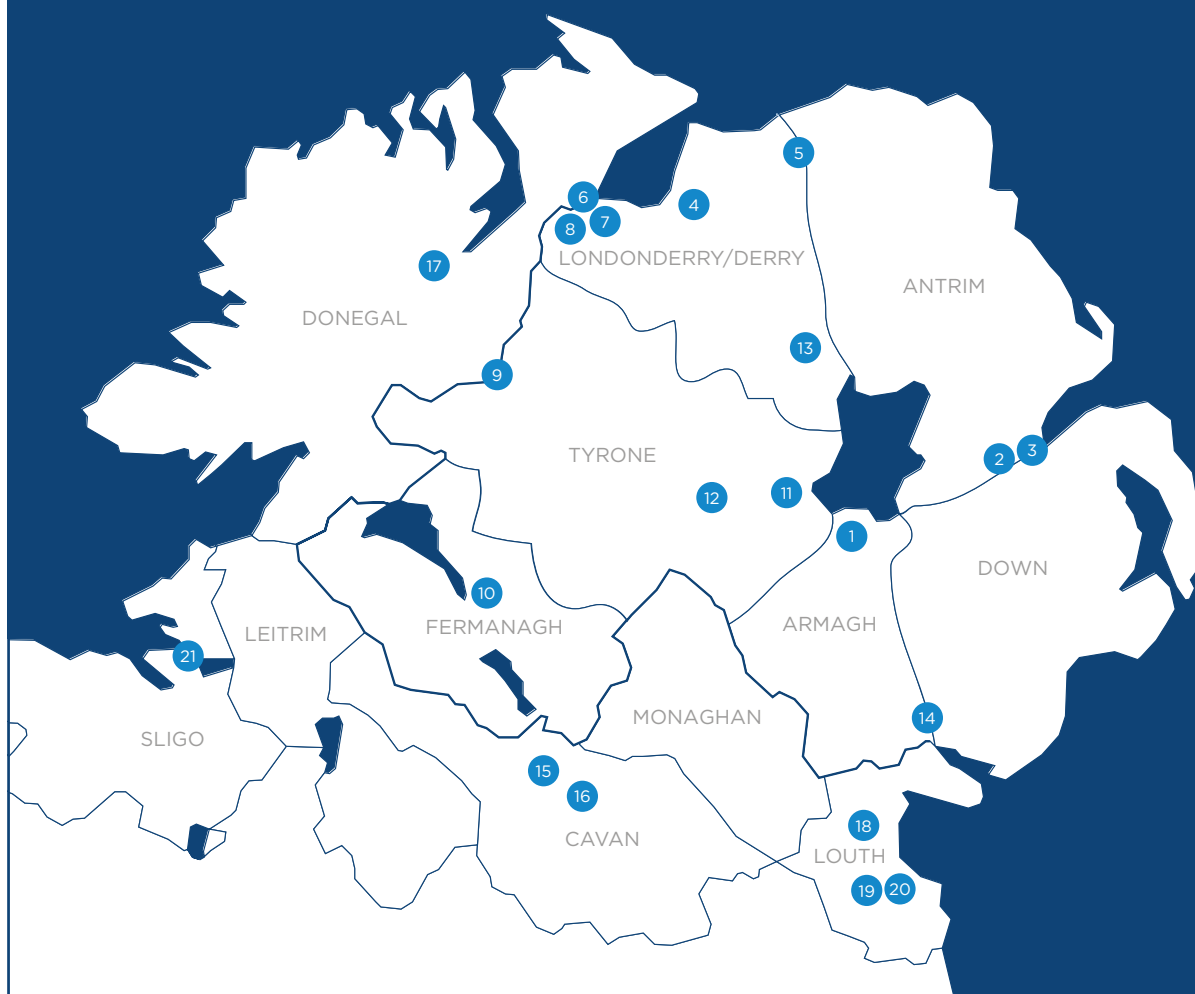 5
6
4
7
8
LONDONDERRY/DERRY
17
ANTRIM
DONEGAL
13
9
3
TYRONE
2
11
12
1
DOWN
10
ARMAGH
FERMANAGH
LEITRIM
21
14
MONAGHAN
SLIGO
15
16
18
CAVAN
LOUTH
19
20